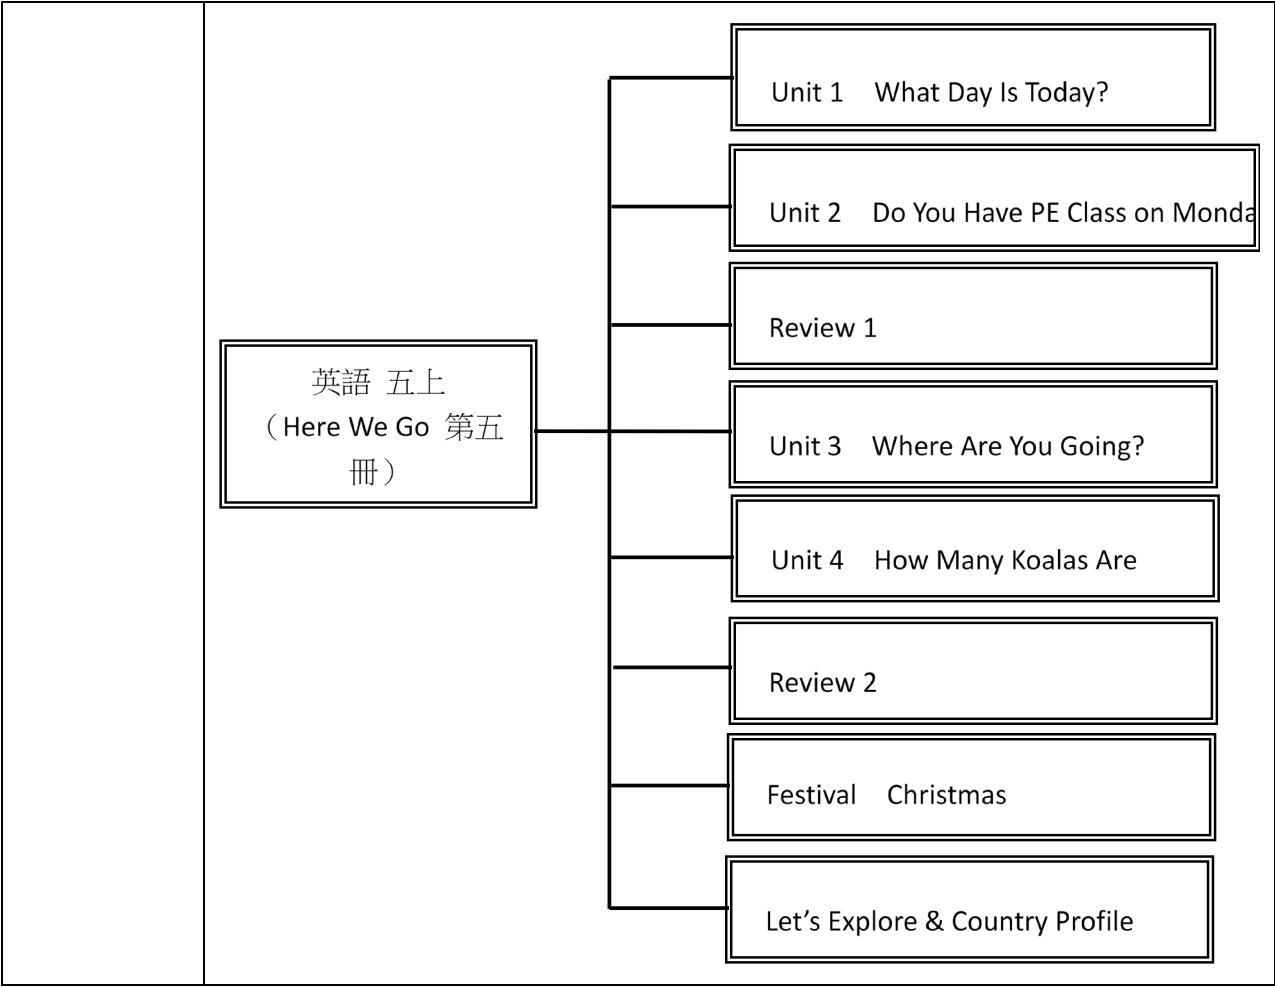 英語 五上
（Here We Go 第五
冊）
Unit 1 What Day Is Today?
Unit 2 Do You Have PE Class on Monda
Review 1
Unit 3 Where Are You Going?
Unit 4 How Many Koalas Are
Review 2
Festival Christmas
Let’s Explore & Country Profile